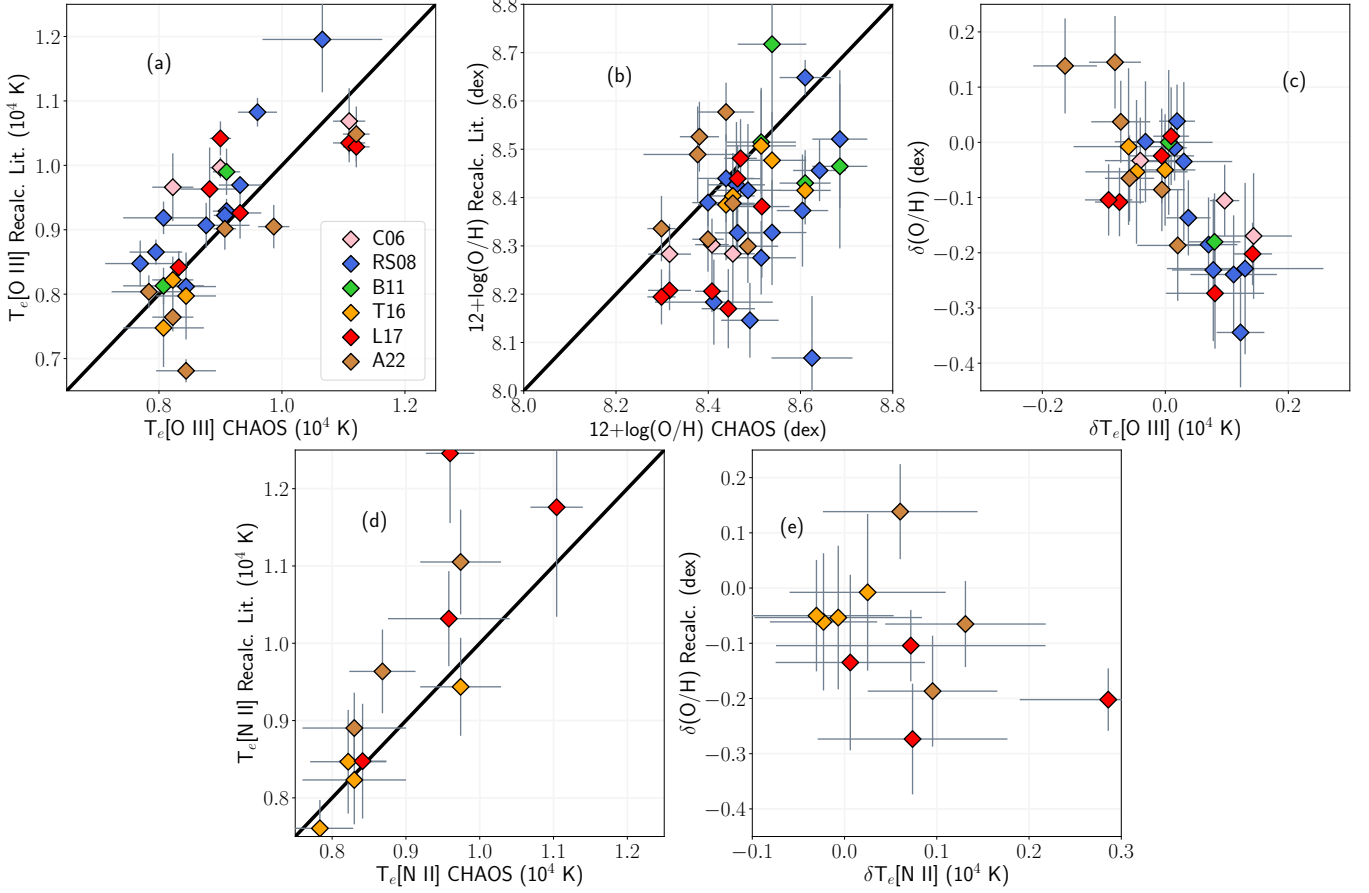 (a)
T_e[O III] Recalc. Lit. (10^4 K)
1.2
1.1
1.0
0.9
0.8
0.7
0.8 1.0 1.2
T_e[O III] CHAOS (10^4 K)
C06
RS08
B11
T16
L17
A22
(b)
12+log(O/H) Recalc. Lit. (dex)
8.8
8.7
8.6
8.5
8.4
8.3
8.2
8.1
8.0
8.0 8.2 8.4 8.6 8.8
12+log(O/H) CHAOS (dex)
(c)
δ(O/H) (dex)
0.2
0.1
0.0
−0.1
−0.2
−0.3
−0.4
−0.2 0.0 0.2
δT_e[O III] (10^4 K)
(d)
T_e[N II] Recalc. Lit. (10^4 K)
1.2
1.1
1.0
0.9
0.8
0.8 0.9 1.0 1.1 1.2
T_e[N II] CHAOS (10^4 K)
(e)
δ(O/H) Recalc. (dex)
0.2
0.1
0.0
−0.1
−0.2
−0.3
−0.4
−0.1 0.0 0.1 0.2 0.3
δT_e[N II] (10^4 K)